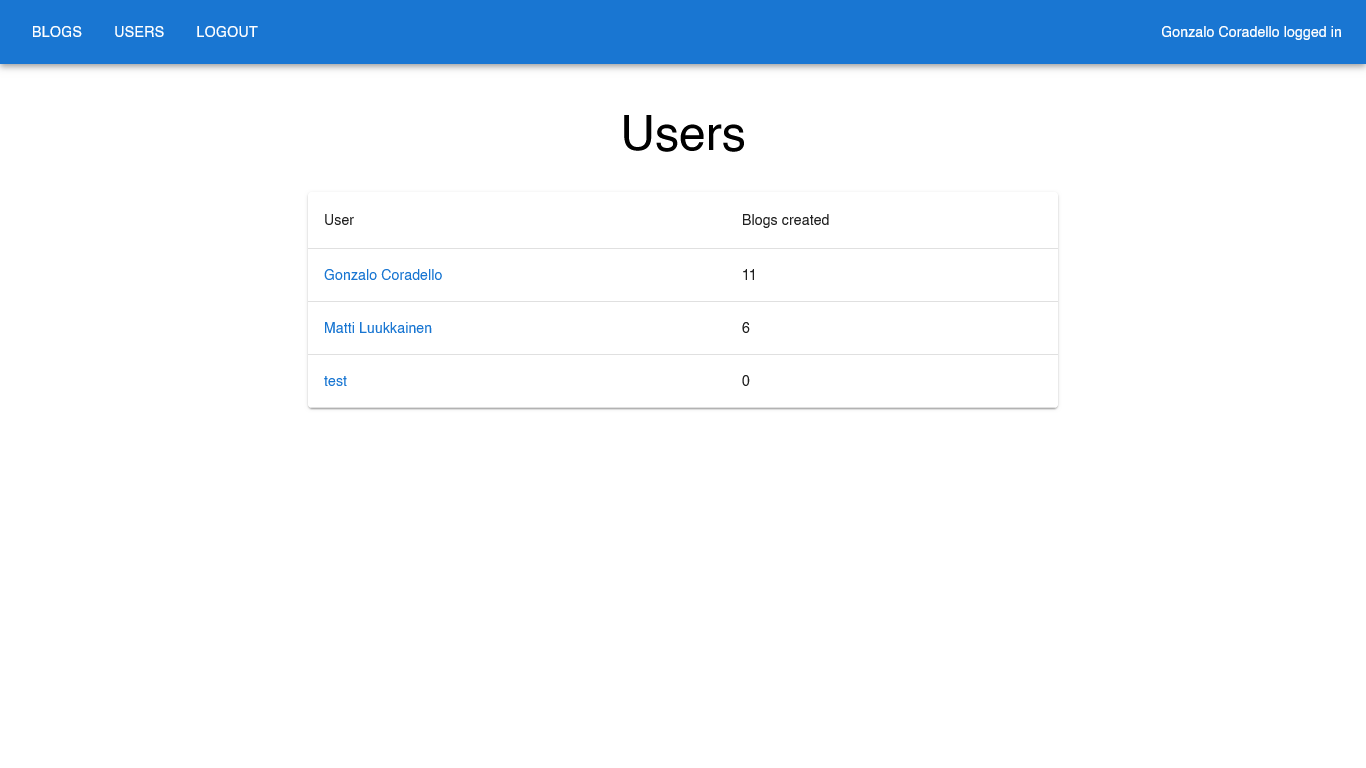 BLOGS USERS LOGOUT Gonzalo Coradello logged in
Users
User Blogs created
Gonzalo Coradello 11
Matti Luukkainen 6
test 0